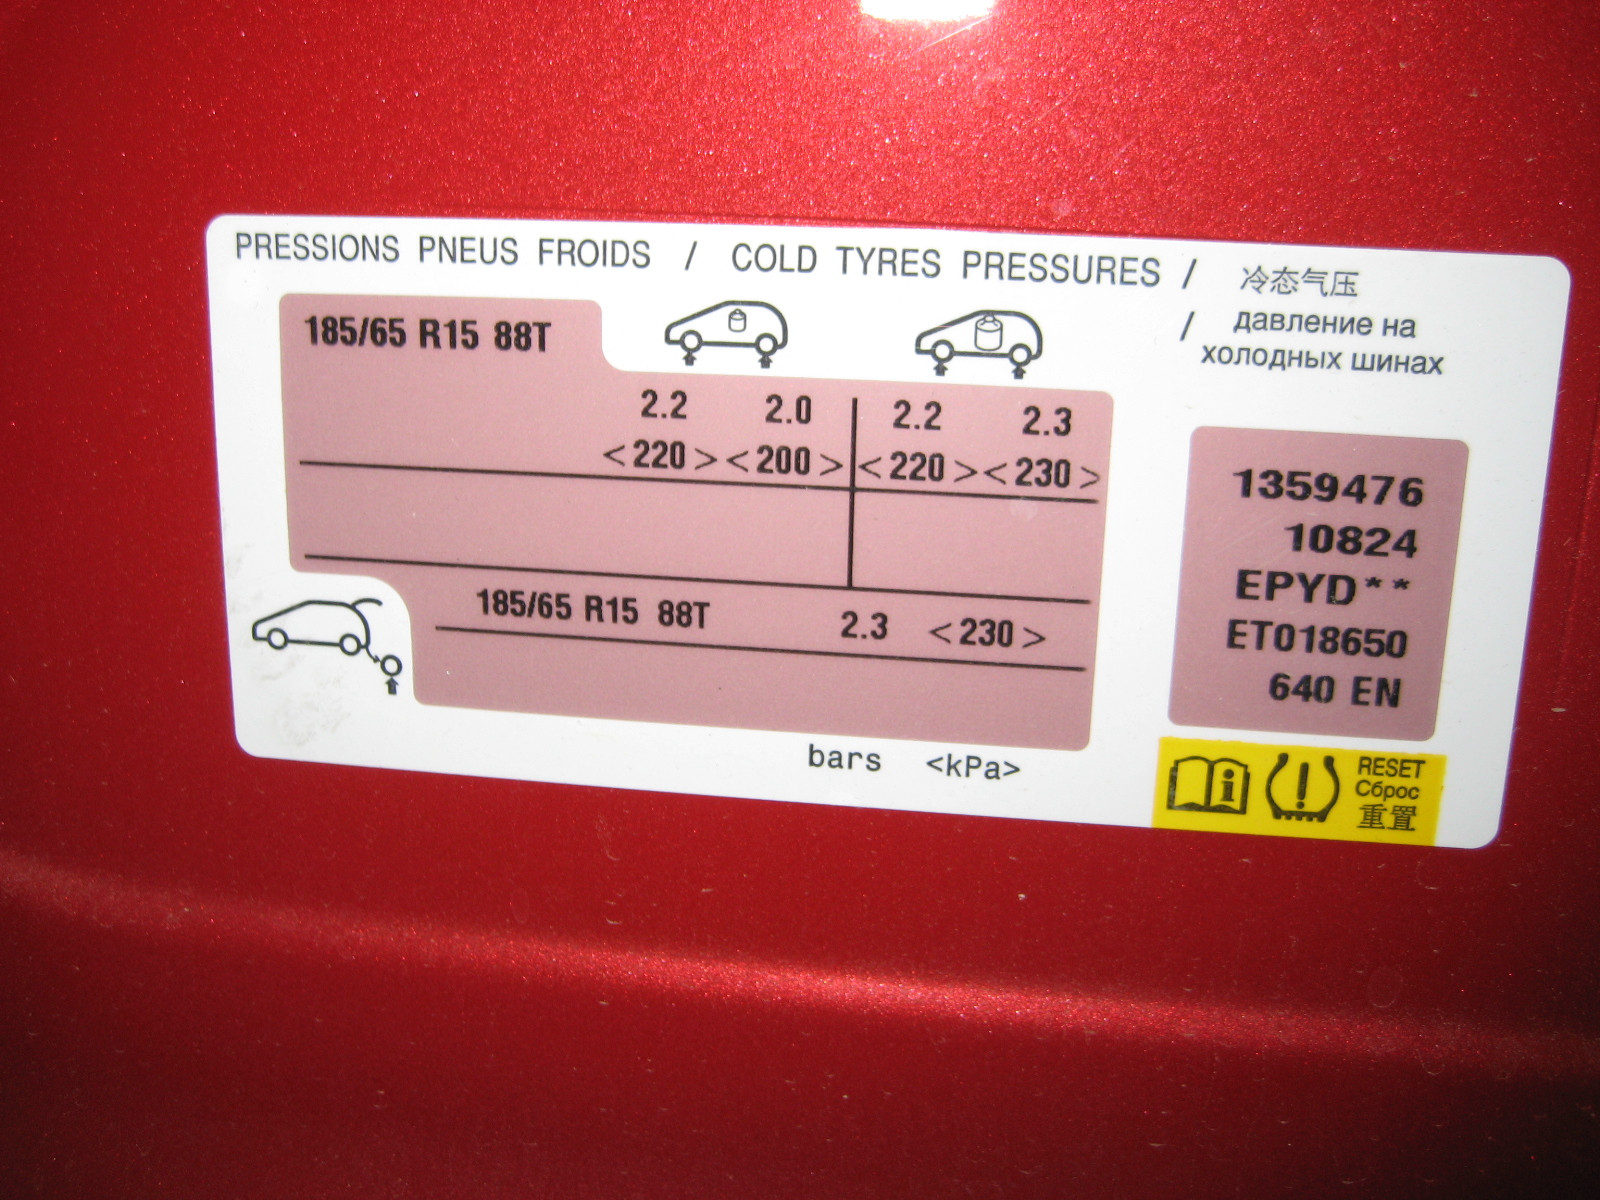 PRESSIONS PNEUS FROIDS / COLD TYRES PRESSURES / 冷态气压
/ давление на
холодных шинах
185/65 R15 88T
2.2 2.0 2.2 2.3
<220> <200> <220> <230>
185/65 R15 88T 2.3 <230>
bars <kPa>
1359476
10824
EPYD**
ET018650
640 EN
RESET
Сброс
重置